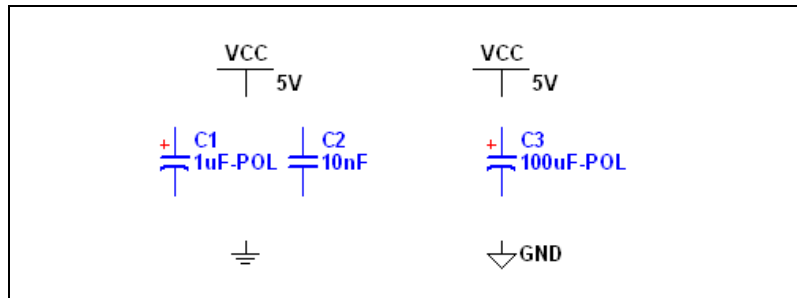 VCC VCC
5V 5V
+ C1 C2 + C3
1uF-POL 10nF 100uF-POL
GND